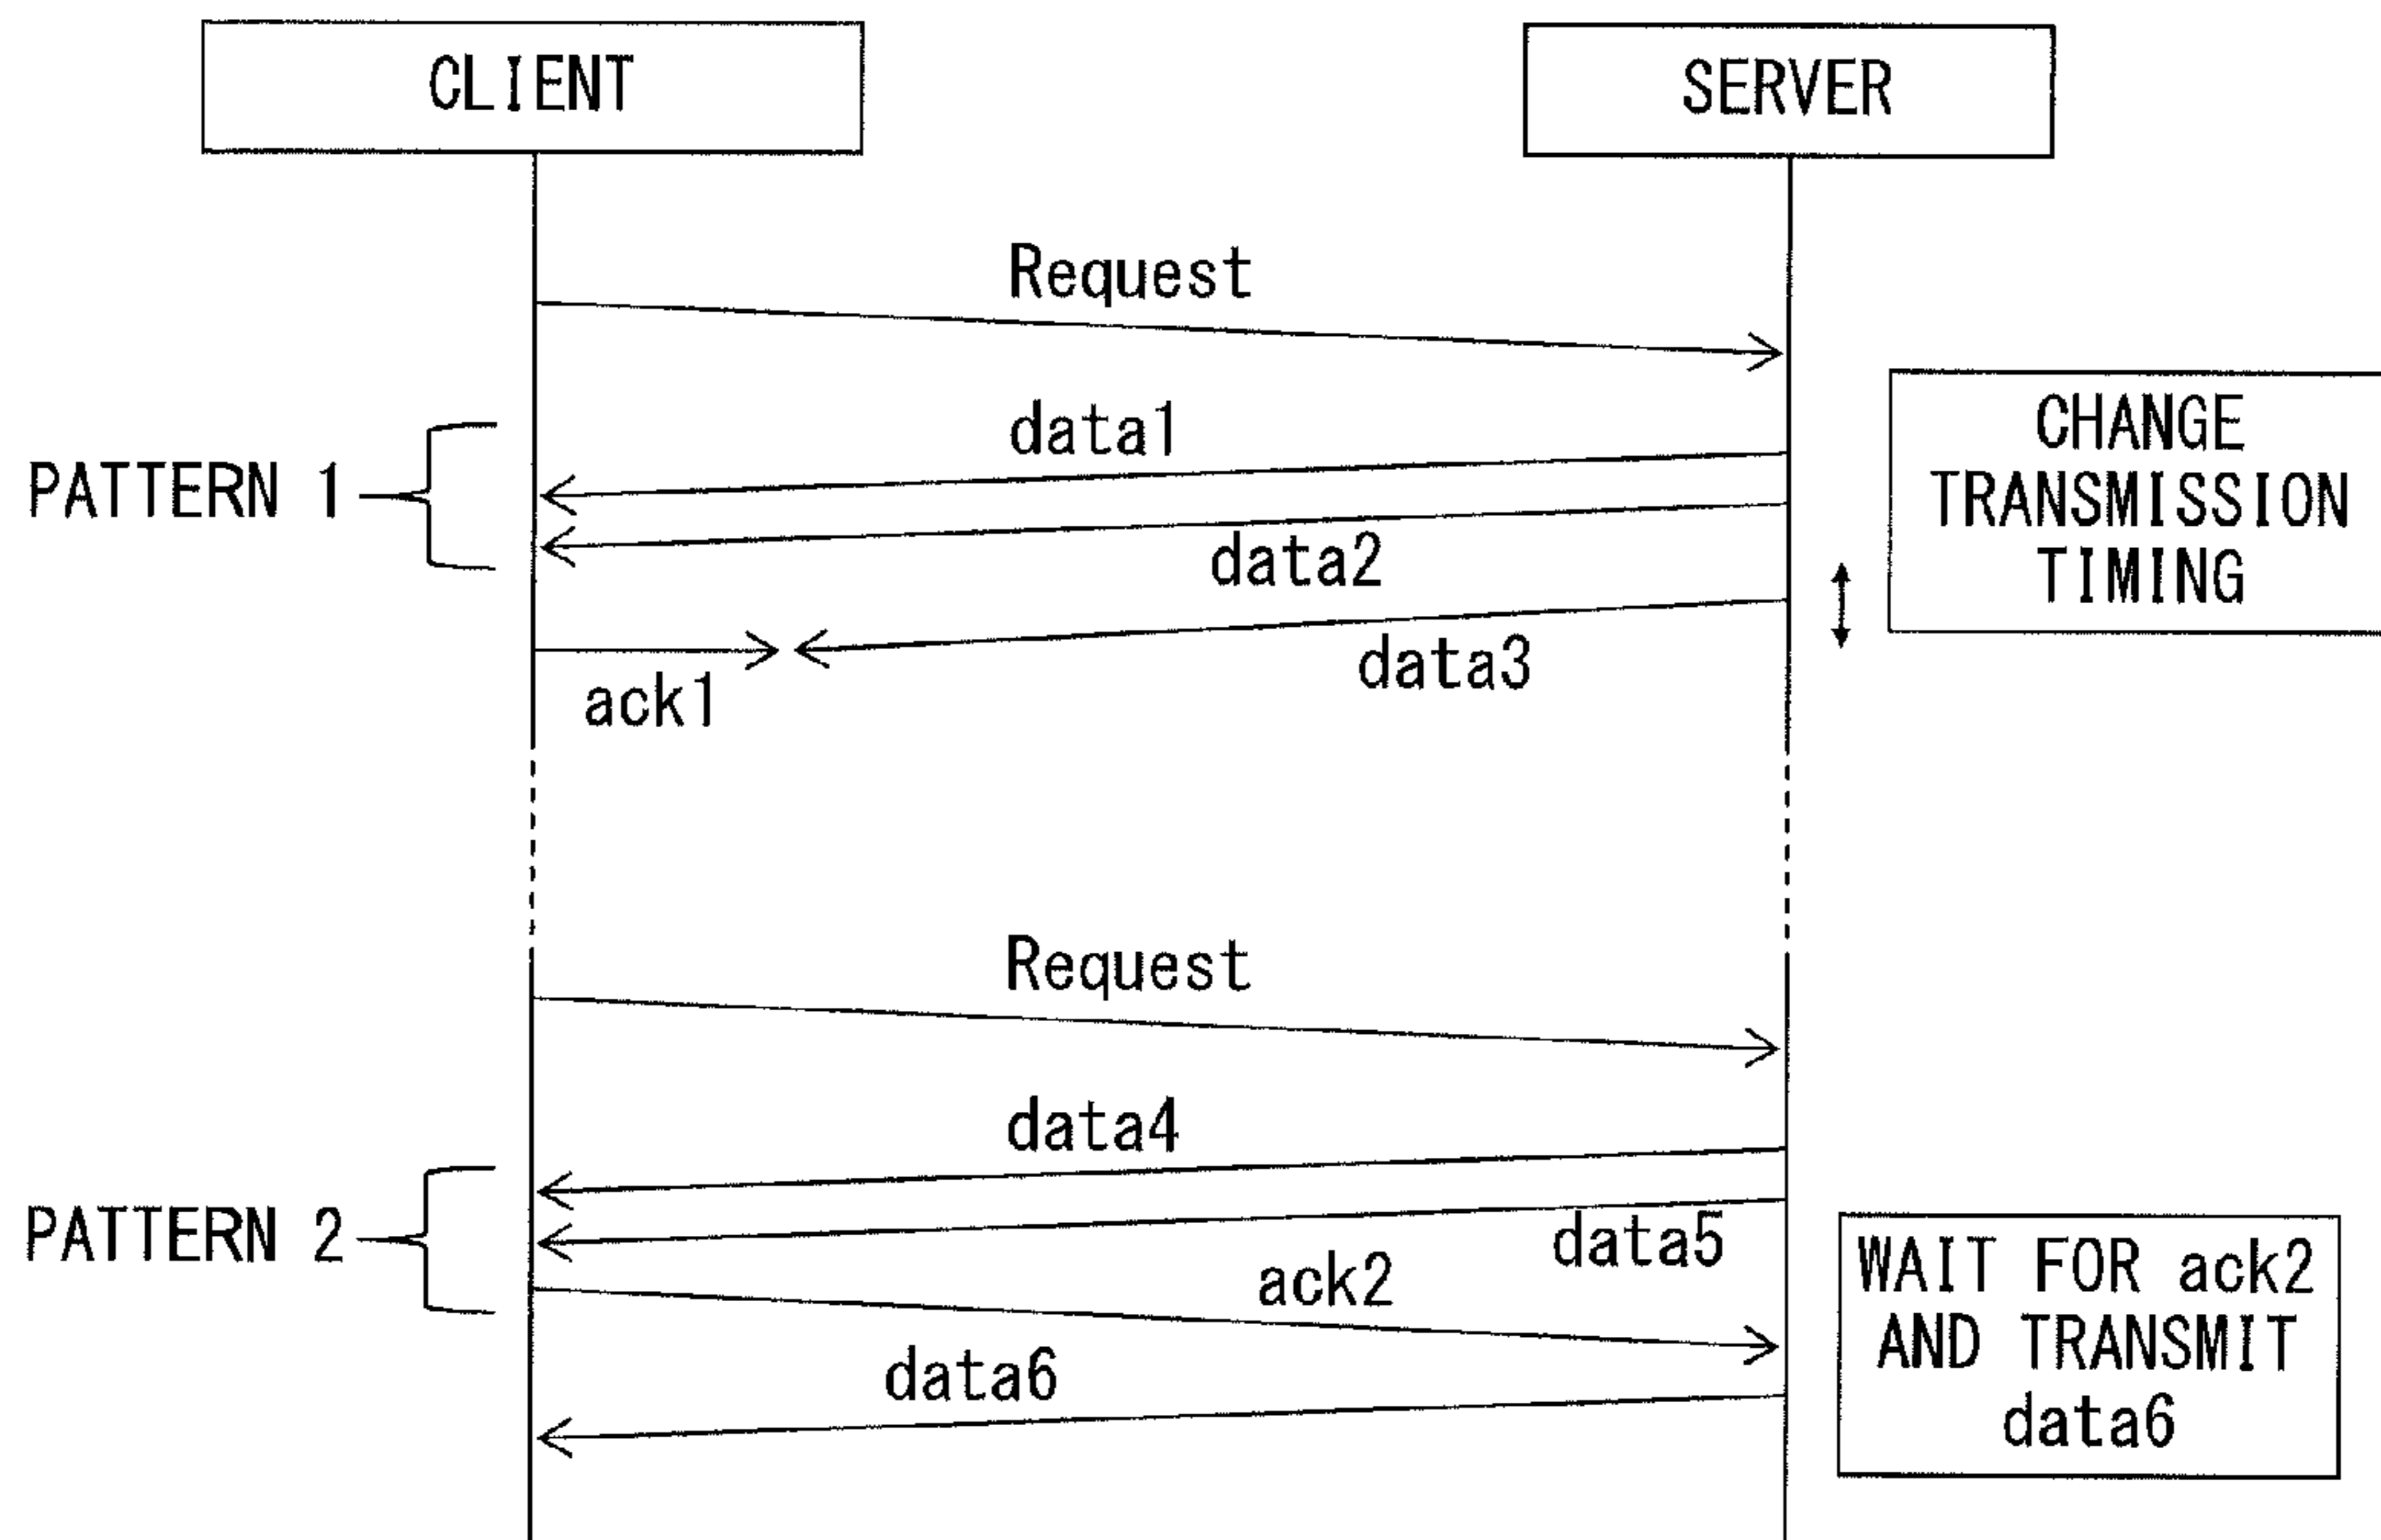 CLIENT
SERVER
Request
data1
CHANGE
TRANSMISSION
TIMING
PATTERN 1
data2
data3
ack1
Request
data4
PATTERN 2
data5
ack2
WAIT FOR ack2
AND TRANSMIT
data6
data6